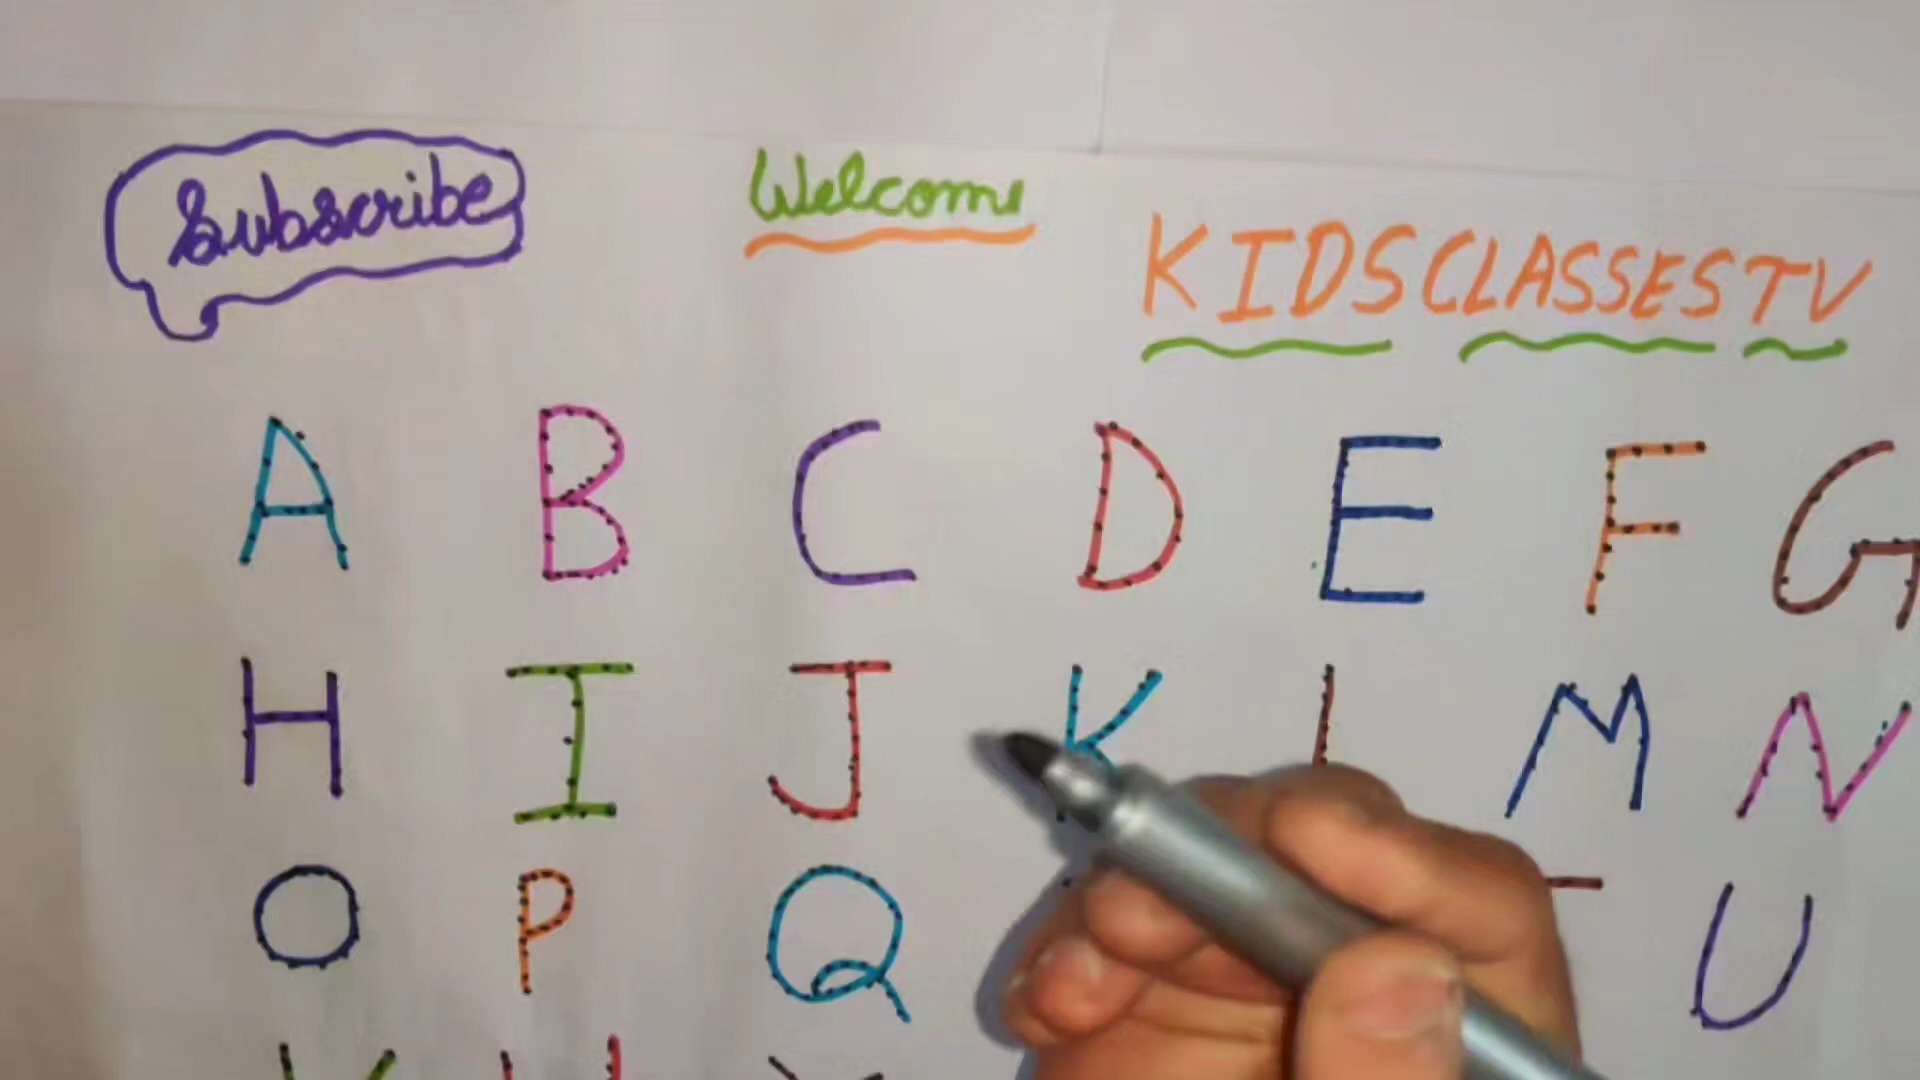 Subscribe
Welcome
KIDSCLASSESTV
A B C D E F G
H I J K L M N
O P Q T U